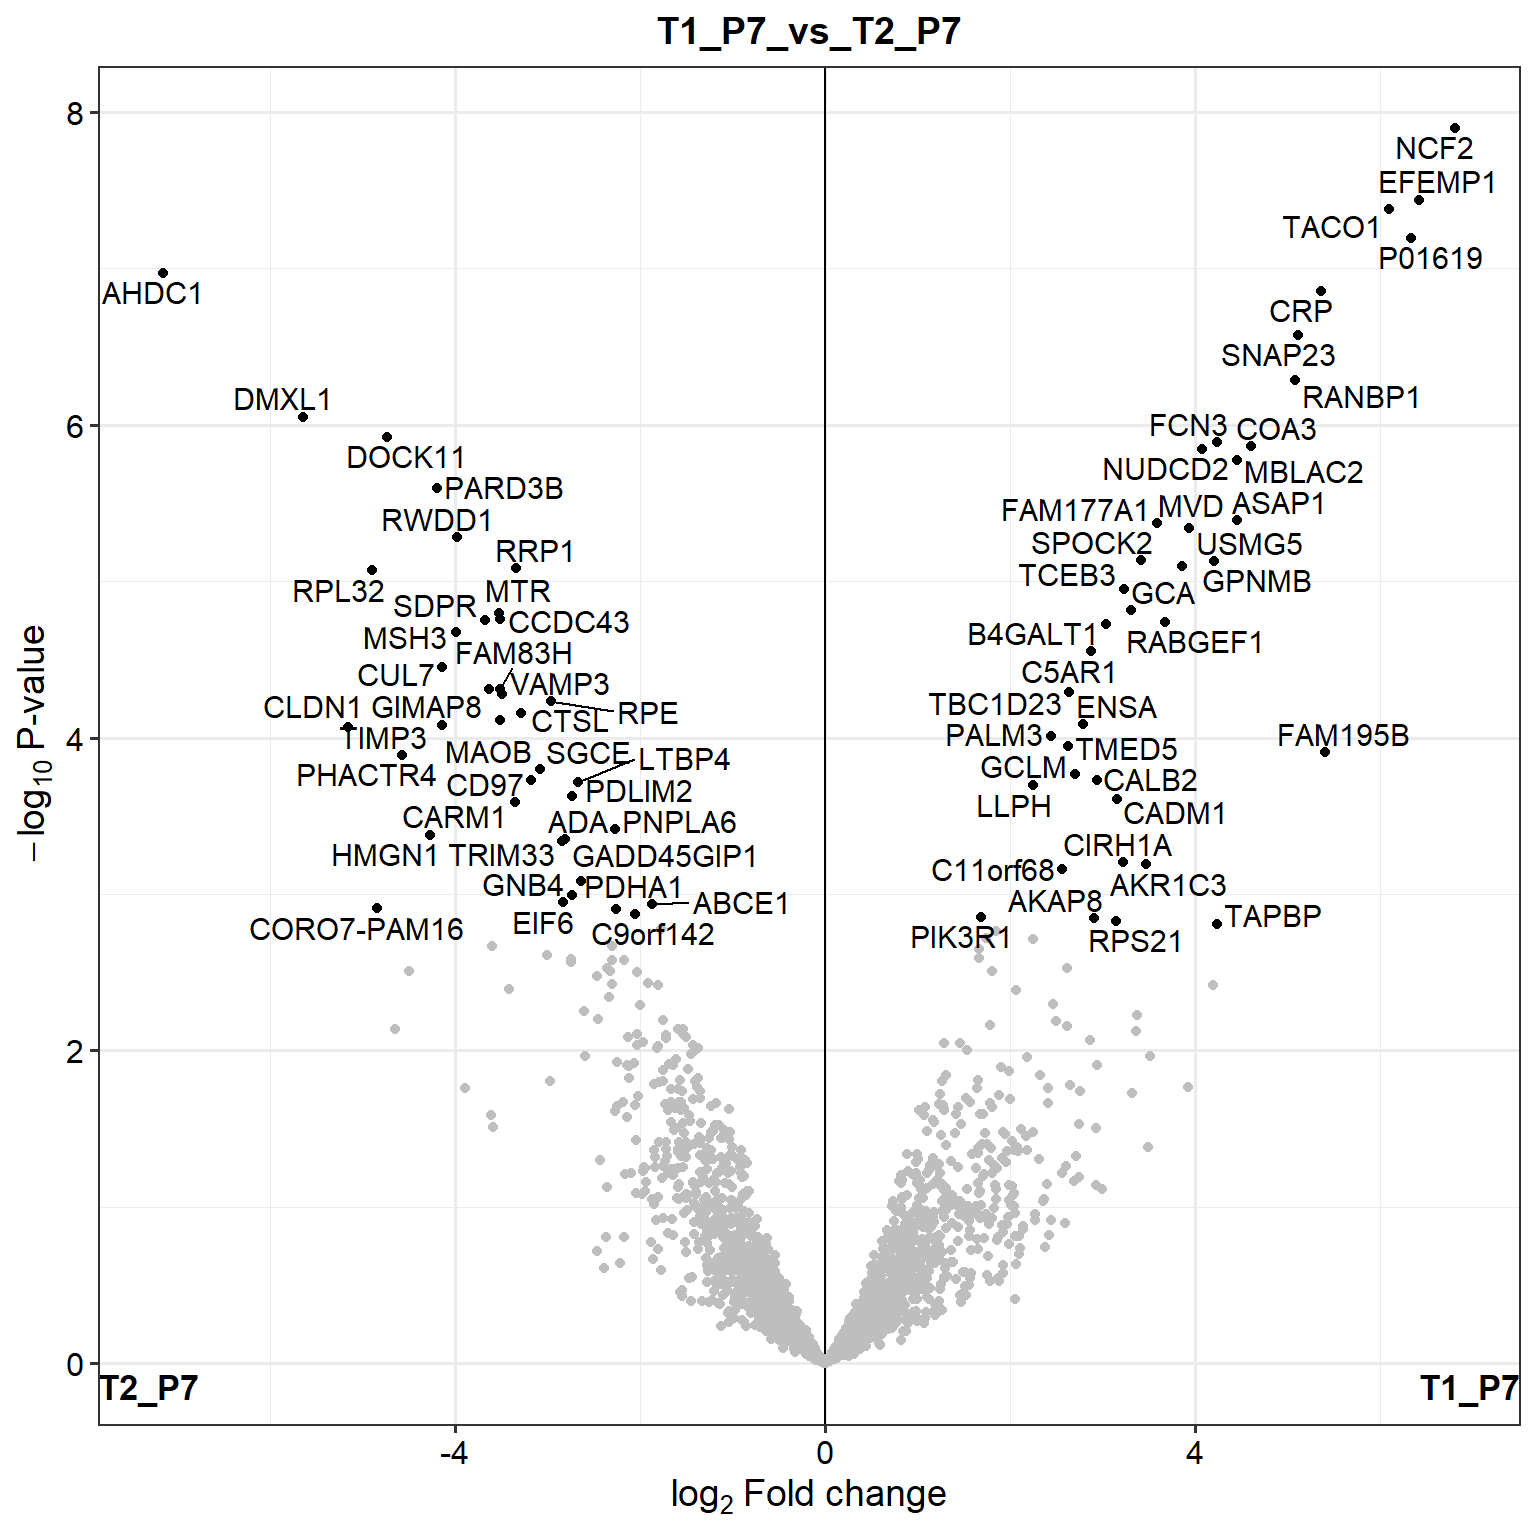 T1_P7_vs_T2_P7
8
NCF2
EFEMP1
TACO1
P01619
AHDC1
CRP
SNAP23
RANBP1
DMXL1
6
FCN3 COA3
DOCK11
NUDCD2 MBLAC2
PARD3B
FAM177A1 MVD ASAP1
RWDD1
SPOCK2 USMG5
RRP1
TCEB3 GPNMB
RPL32 MTR
GCA
SDPR CCDC43
MSH3
B4GALT1 RABGEF1
FAM83H
CUL7 VAMP3
C5AR1
CLDN1 GIMAP8 CTSL RPE
TBC1D23 ENSA
TIMP3
4
PALM3 FAM195B
MAOB SGCE LTBP4
TMED5
PHACTR4 CD97 PDLIM2
GCLM CALB2
LLPH CADM1
CARM1 ADA PNPLA6
HMGN1 TRIM33 GADD45GIP1
CIRH1A
C11orf68 AKR1C3
GNB4 PDHA1 ABCE1
AKAP8 TAPBP
CORO7-PAM16 EIF6 C9orf142
PIK3R1 RPS21
2
0
T2_P7
T1_P7
-4
0
4
log2 Fold change
−log10 P-value